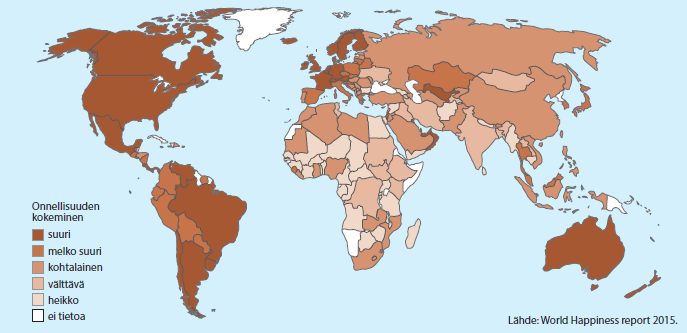 Onnellisuuden
kokeminen
suuri
melko suuri
kohtalainen
välttävä
heikko
ei tietoa
Lähde: World Happiness report 2015.